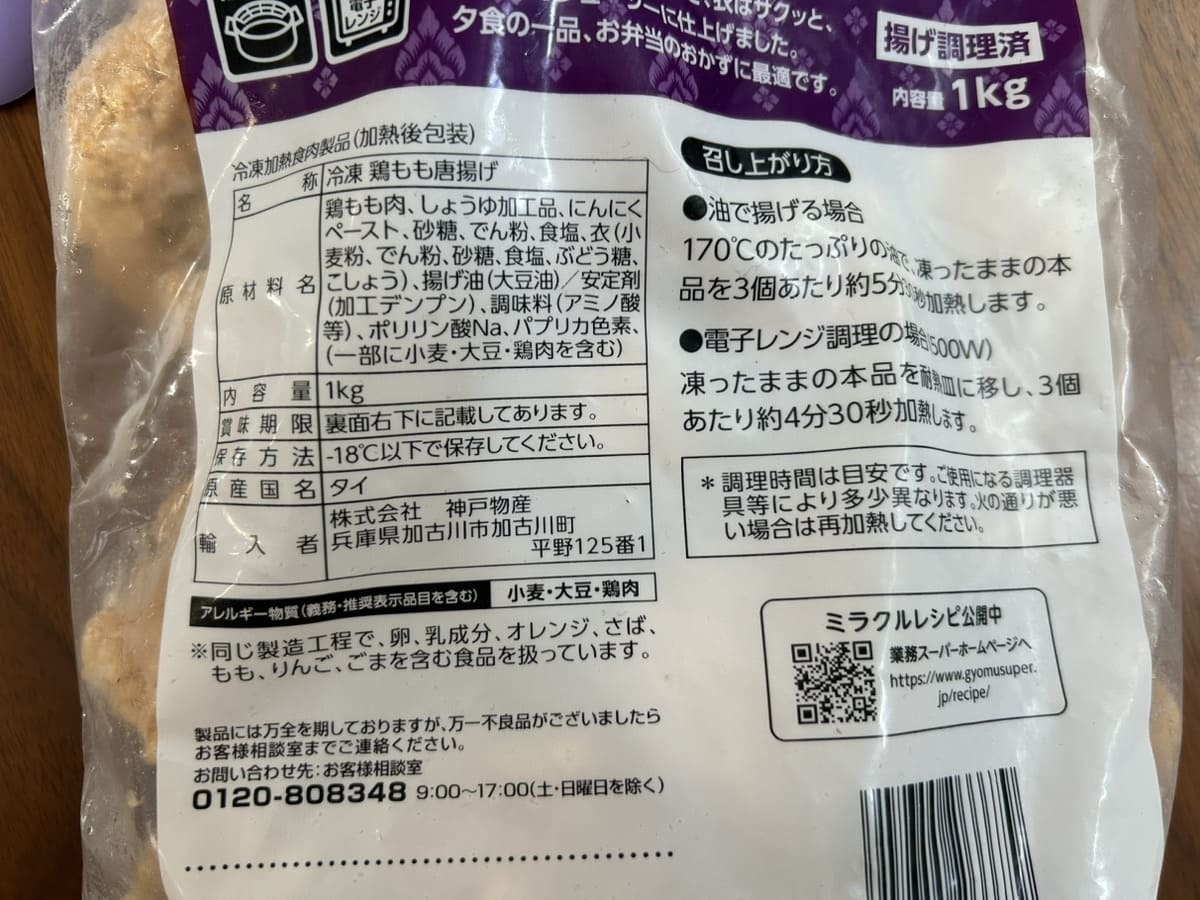 電子
レンジ
、衣はサクッと、
ーシーに仕上げました。
夕食の一品、お弁当のおかずに最適です。
揚げ調理済
内容量 1kg
冷凍加熱食肉製品(加熱後包装)
名 称 冷凍 鶏もも唐揚げ
原材料名 鶏もも肉、しょうゆ加工品、にんにく
ペースト、砂糖、でん粉、食塩、衣(小
麦粉、でん粉、砂糖、食塩、ぶどう糖、
こしょう)、揚げ油(大豆油)/安定剤
(加工デンプン)、調味料(アミノ酸
等)、ポリリン酸Na、パプリカ色素、
(一部に小麦・大豆・鶏肉を含む)
内容量 1kg
賞味期限 裏面右下に記載してあります。
保存方法 -18℃以下で保存してください。
原産国名 タイ
輸入者 株式会社 神戸物産
兵庫県加古川市加古川町
平野125番1
アレルギー物質(義務・推奨表示品目を含む) 小麦・大豆・鶏肉
※同じ製造工程で、卵、乳成分、オレンジ、さば、
もも、りんご、ごまを含む食品を扱っています。
製品には万全を期しておりますが、万一不良品がございましたら
お客様相談室までご連絡ください。
お問い合わせ先:お客様相談室
0120-808348 9:00〜17:00(土・日曜日を除く)
召し上がり方
●油で揚げる場合
170℃のたっぷりの油で、凍ったままの本
品を3個あたり約5分30秒加熱します。
●電子レンジ調理の場合(500W)
凍ったままの本品を耐熱皿に移し、3個
あたり約4分30秒加熱します。
*調理時間は目安です。ご使用になる調理器
具等により多少異なります。火の通りが悪
い場合は再加熱してください。
ミラクルレシピ公開中
業務スーパーホームページへ
https://www.gyomusuper.
jp/recipe/